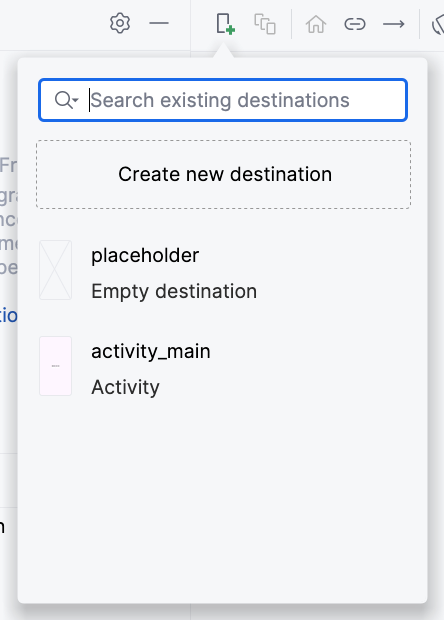 Search existing destinations
Create new destination
placeholder
Empty destination
activity_main
Activity